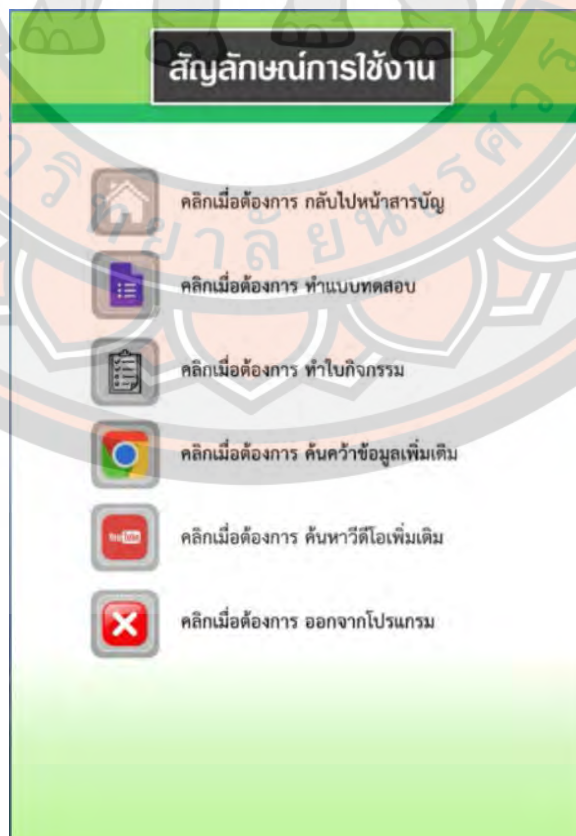 สัญลักษณ์การใช้งาน
คลิกเมื่อต้องการ กลับไปหน้าสารบัญ
คลิกเมื่อต้องการ ทำแบบทดสอบ
คลิกเมื่อต้องการ ทำใบกิจกรรม
คลิกเมื่อต้องการ ค้นคว้าข้อมูลเพิ่มเติม
You Tube
คลิกเมื่อต้องการ ค้นหาวีดีโอเพิ่มเติม
คลิกเมื่อต้องการ ออกจากโปรแกรม